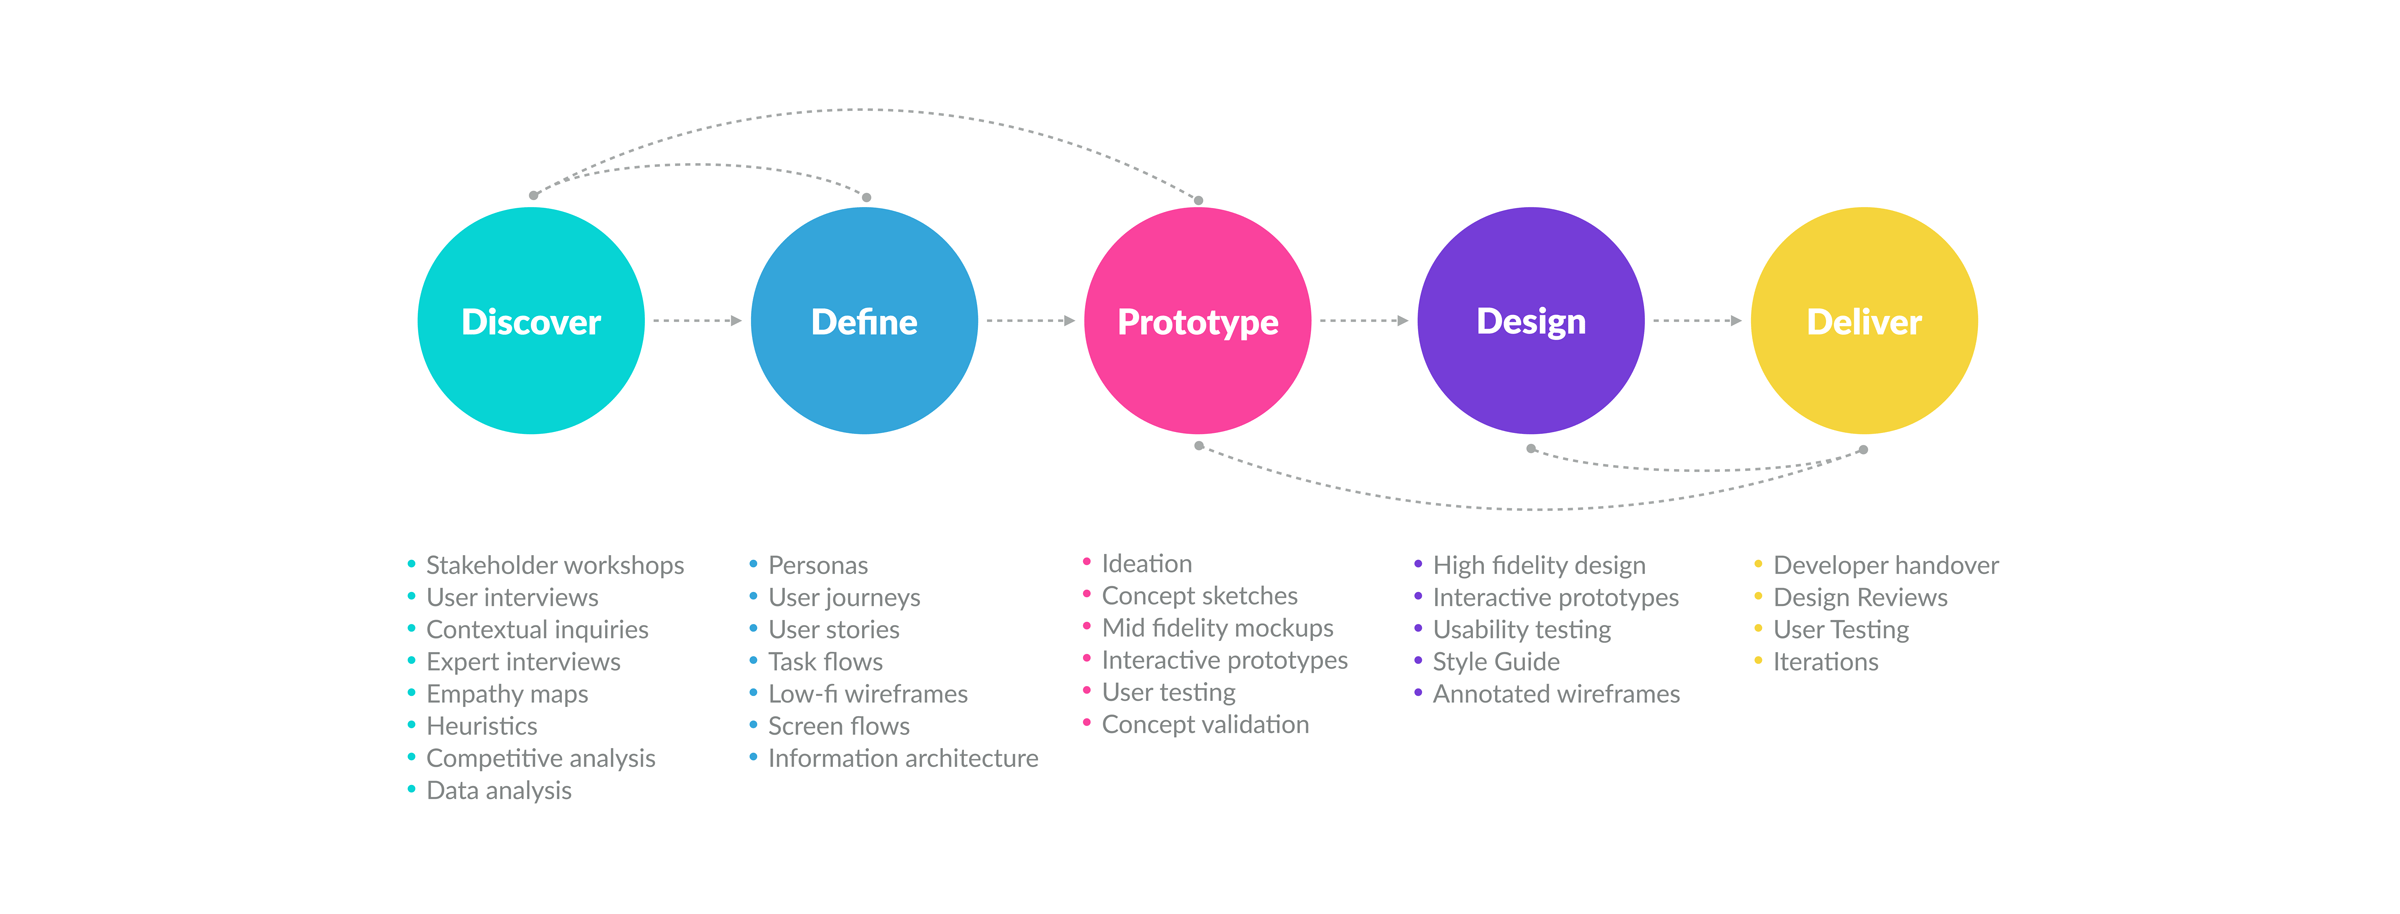 Discover
Define
Prototype
Design
Deliver
Stakeholder workshops
User interviews
Contextual inquiries
Expert interviews
Empathy maps
Heuristics
Competitive analysis
Data analysis
Personas
User journeys
User stories
Task flows
Low-fi wireframes
Screen flows
Information architecture
Ideation
Concept sketches
Mid fidelity mockups
Interactive prototypes
User testing
Concept validation
High fidelity design
Interactive prototypes
Usability testing
Style Guide
Annotated wireframes
Developer handover
Design Reviews
User Testing
Iterations